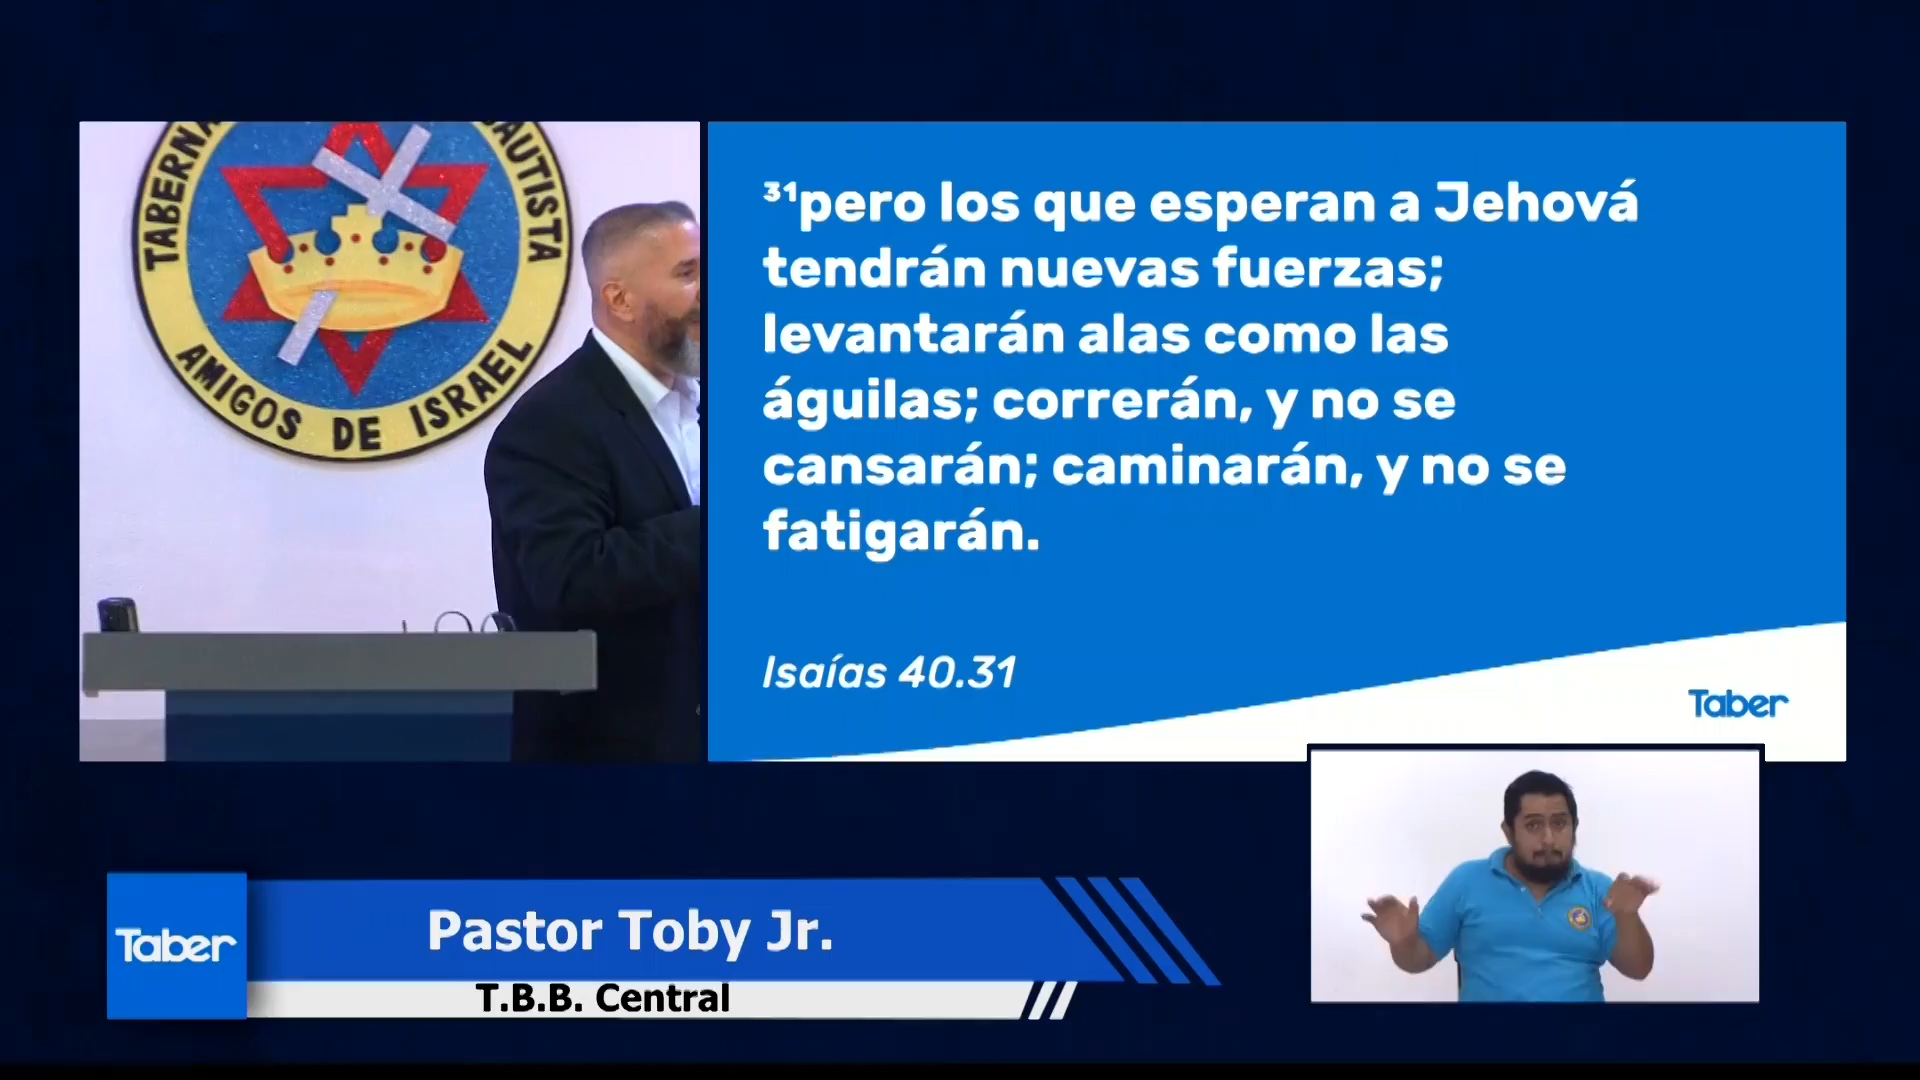 TABERNA
BAUTISTA
AMIGOS DE ISRAEL
³¹pero los que esperan a Jehová
tendrán nuevas fuerzas;
levantarán alas como las
águilas; correrán, y no se
cansarán; caminarán, y no se
fatigarán.
Isaías 40.31
Taber
Taber
Pastor Toby Jr.
T.B.B. Central